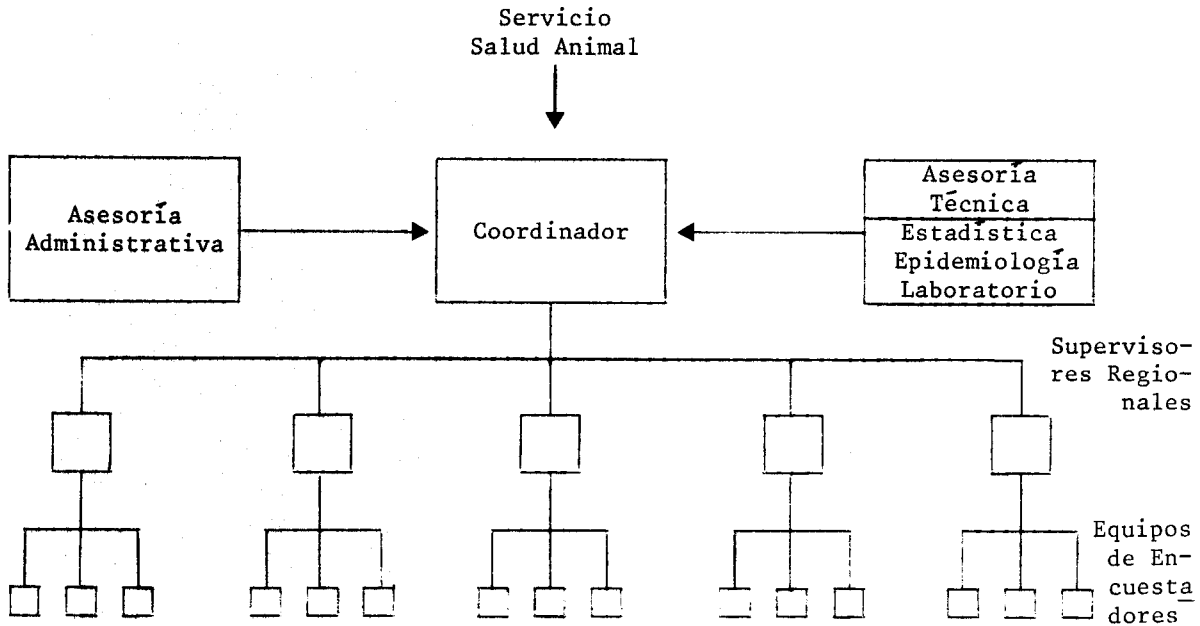 Servicio
Salud Animal
Asesoría
Administrativa
Coordinador
Asesoría
Técnica
Estadística
Epidemiología
Laboratorio
Superviso-
res Regio-
nales
Equipos
de En-
cuesta
dores